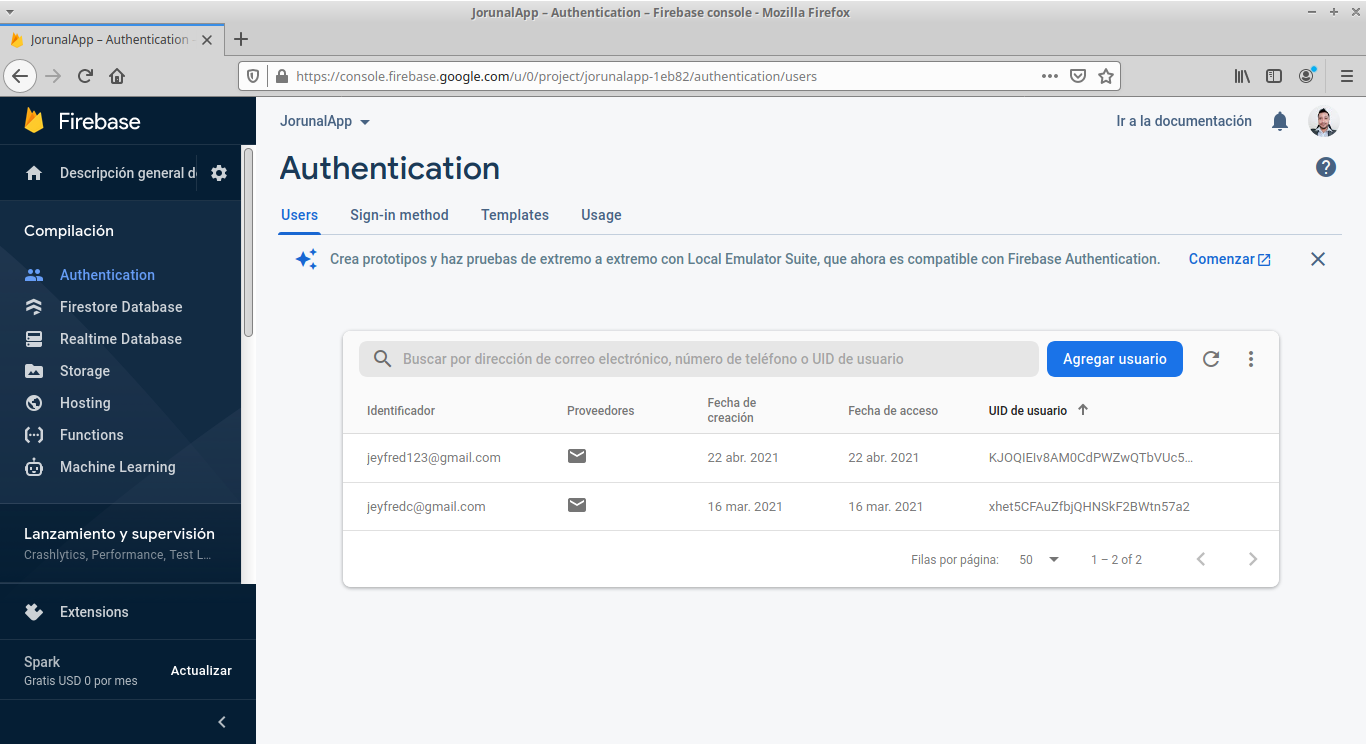 JorunalApp – Authentication – Firebase console - Mozilla Firefox
JorunalApp – Authentication
https://console.firebase.google.com/u/0/project/jorunalapp-1eb82/authentication/users
Firebase
JorunalApp
Ir a la documentación
Descripción general d
Authentication
Users Sign-in method Templates Usage
Compilación
Crea prototipos y haz pruebas de extremo a extremo con Local Emulator Suite, que ahora es compatible con Firebase Authentication. Comenzar
Authentication
Firestore Database
Realtime Database
Storage
Hosting
Functions
Machine Learning
Lanzamiento y supervisión
Crashlytics, Performance, Test L...
Extensions
Spark
Gratis USD 0 por mes
Actualizar
Buscar por dirección de correo electrónico, número de teléfono o UID de usuario
Agregar usuario
Identificador Proveedores Fecha de creación Fecha de acceso UID de usuario
jeyfred123@gmail.com 22 abr. 2021 22 abr. 2021 KJOQIEIv8AM0CdPWZwQTbVUc5...
jeyfredc@gmail.com 16 mar. 2021 16 mar. 2021 xhet5CFAuZfbjQHNSkF2BWtn57a2
Filas por página: 50 1 – 2 of 2